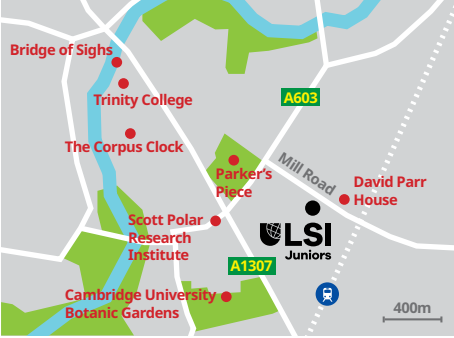 Bridge of Sighs
Trinity College
A603
The Corpus Clock
Parker's
Piece
Mill Road
David Parr
House
Scott Polar
Research
Institute
LSI
Juniors
A1307
Cambridge University
Botanic Gardens
400m